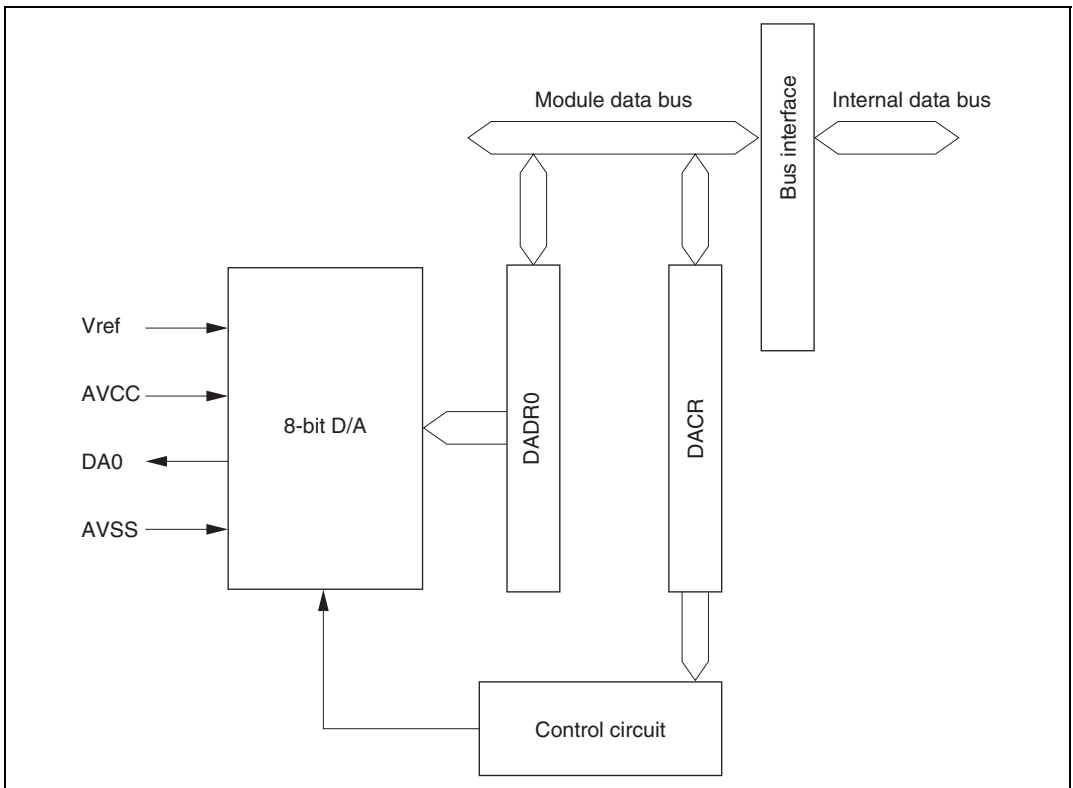 Module data bus
Internal data bus
Bus interface
Vref
AVCC
DA0
AVSS
8-bit D/A
DADR0
DACR
Control circuit